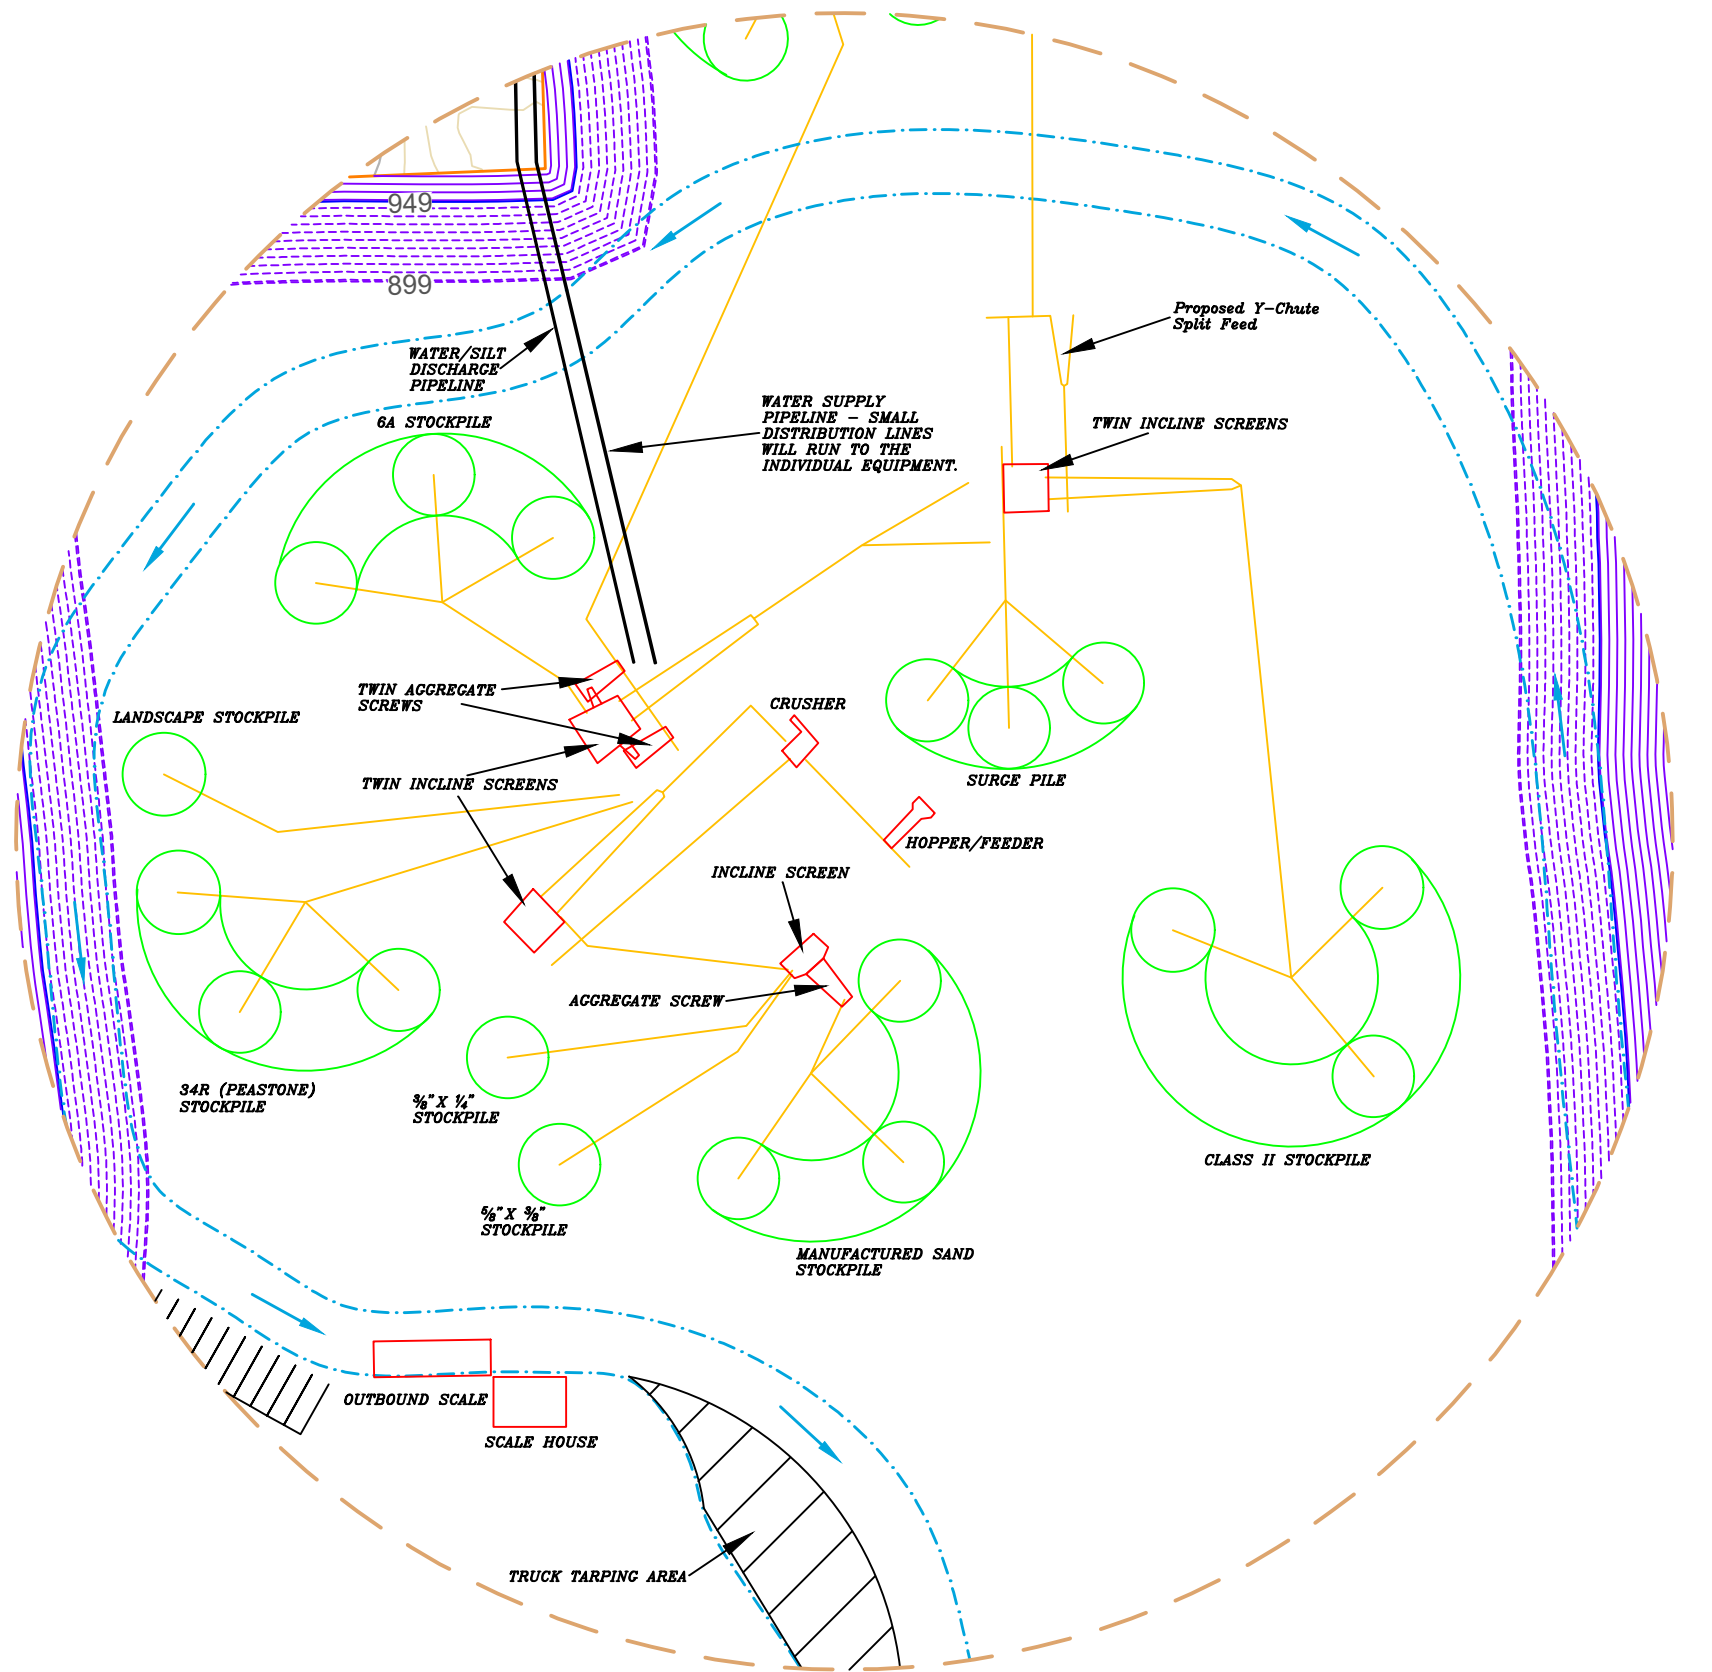 949
899
Proposed Y-Chute
Split Feed
WATER/SILT
DISCHARGE
PIPELINE
WATER SUPPLY
PIPELINE - SMALL
DISTRIBUTION LINES
WILL RUN TO THE
INDIVIDUAL EQUIPMENT.
6A STOCKPILE
TWIN INCLINE SCREENS
TWIN AGGREGATE
SCREWS
LANDSCAPE STOCKPILE
CRUSHER
TWIN INCLINE SCREENS
SURGE PILE
HOPPER/FEEDER
INCLINE SCREEN
AGGREGATE SCREW
34R (PEASTONE)
STOCKPILE
⅜" X ¼"
STOCKPILE
CLASS II STOCKPILE
⅝" X ⅜"
STOCKPILE
MANUFACTURED SAND
STOCKPILE
OUTBOUND SCALE
SCALE HOUSE
TRUCK TARPING AREA